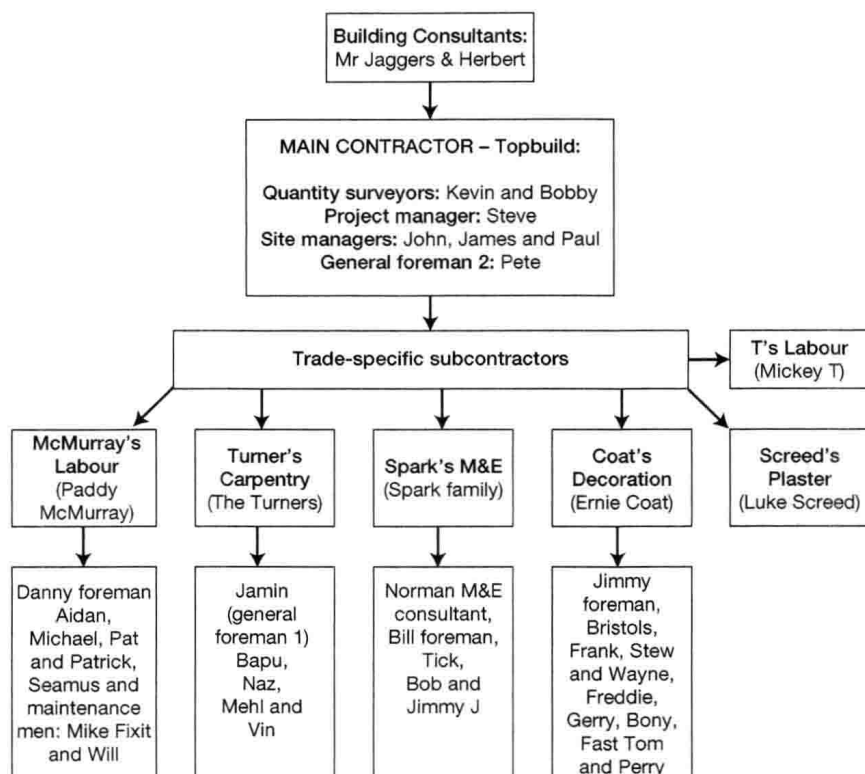 Building Consultants:
Mr Jaggers & Herbert
MAIN CONTRACTOR – Topbuild:
Quantity surveyors: Kevin and Bobby
Project manager: Steve
Site managers: John, James and Paul
General foreman 2: Pete
Trade-specific subcontractors
T's Labour
(Mickey T)
McMurray's
Labour
(Paddy
McMurray)
Turner's
Carpentry
(The Turners)
Spark's M&E
(Spark family)
Coat's
Decoration
(Ernie Coat)
Screed's
Plaster
(Luke Screed)
Danny foreman
Aidan,
Michael, Pat
and Patrick,
Seamus and
maintenance
men: Mike Fixit
and Will
Jamin
(general
foreman 1)
Bapu,
Naz,
Mehl and
Vin
Norman M&E
consultant,
Bill foreman,
Tick,
Bob and
Jimmy J
Jimmy
foreman,
Bristols,
Frank, Stew
and Wayne,
Freddie,
Gerry, Bony,
Fast Tom
and Perry